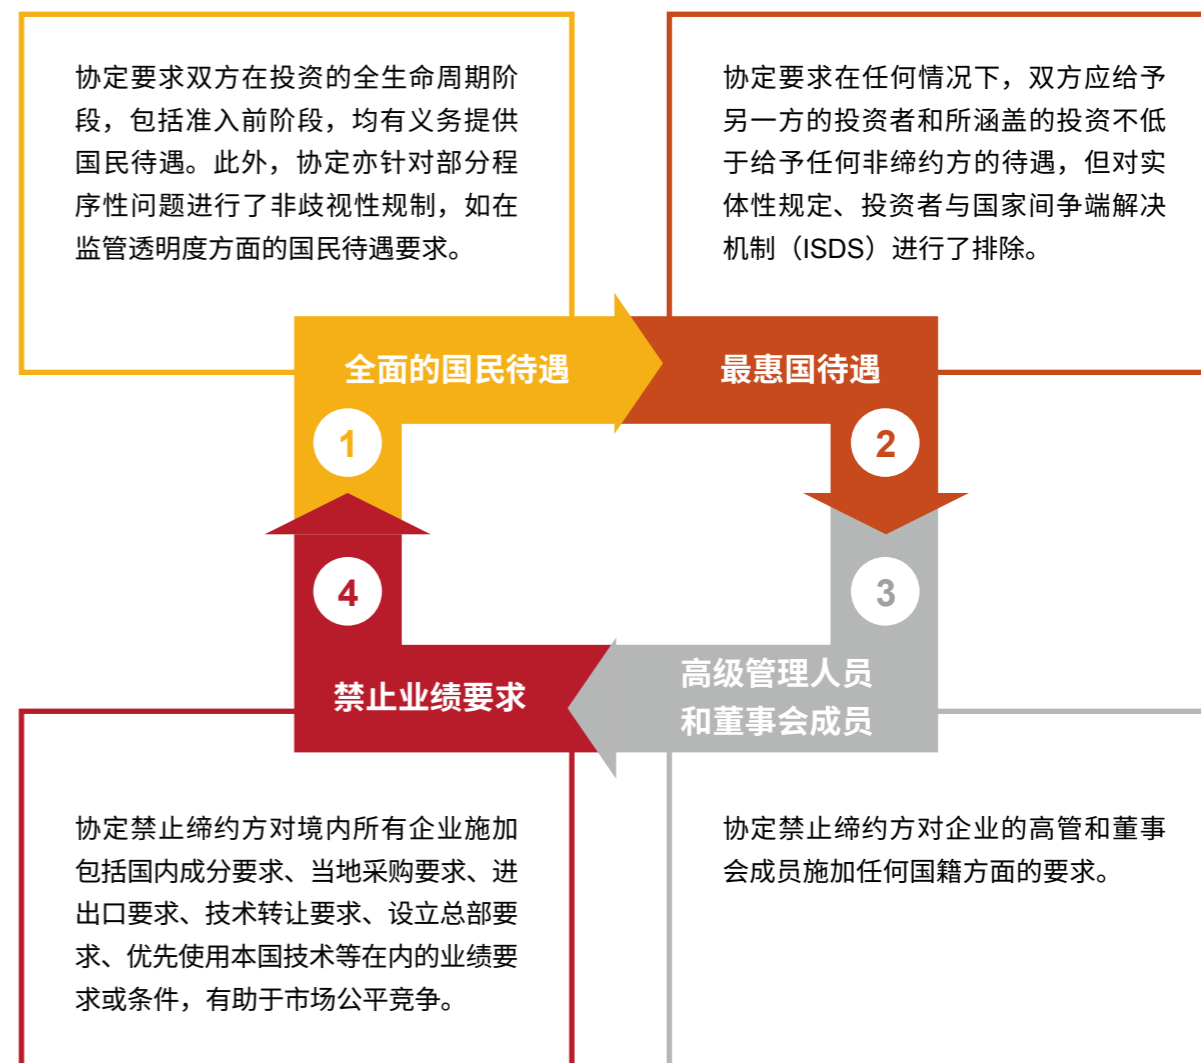 协定要求双方在投资的全生命周期阶
段，包括准入前阶段，均有义务提供
国民待遇。此外，协定亦针对部分程
序性问题进行了非歧视性规制，如在
监管透明度方面的国民待遇要求。
协定要求在任何情况下，双方应给予
另一方的投资者和所涵盖的投资不低
于给予任何非缔约方的待遇，但对实
体性规定、投资者与国家间争端解决
机制（ISDS）进行了排除。
全面的国民待遇
最惠国待遇
1
2
4
3
禁止业绩要求
高级管理人员
和董事会成员
协定禁止缔约方对境内所有企业施加
包括国内成分要求、当地采购要求、进
出口要求、技术转让要求、设立总部要
求、优先使用本国技术等在内的业绩要
求或条件，有助于市场公平竞争。
协定禁止缔约方对企业的高管和董事
会成员施加任何国籍方面的要求。